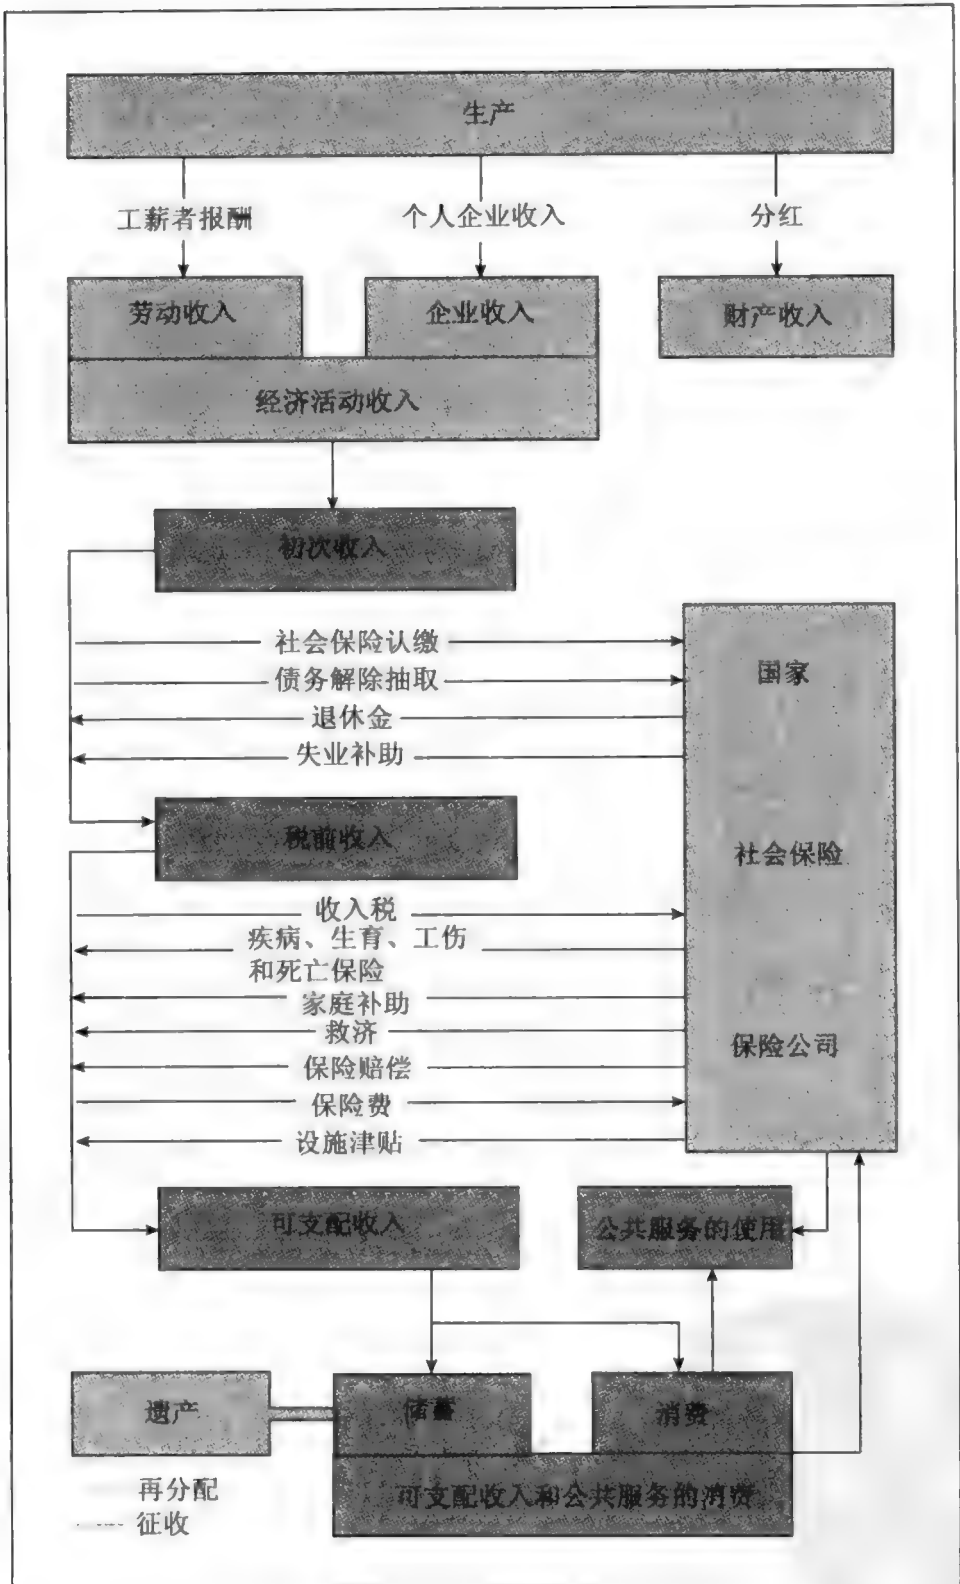 生产
工薪者报酬
个人企业收入
分红
劳动收入
企业收入
财产收入
经济活动收入
初次收入
社会保险认缴
国家
债务解除抽取
退休金
失业补助
税前收入
社会保险
收入税
疾病、生育、工伤
和死亡保险
家庭补助
救济
保险公司
保险赔偿
保险费
设施津贴
可支配收入
公共服务的使用
遗产
储蓄
消费
再分配
可支配收入和公共服务的消费
征收